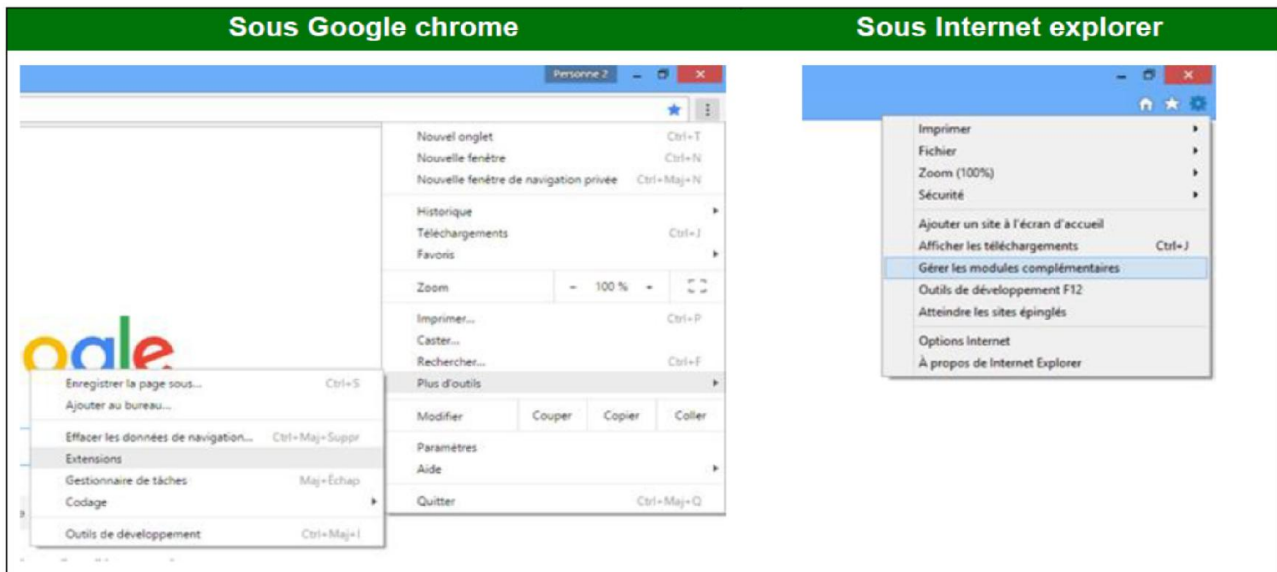 Sous Google chrome
Sous Internet explorer
Personne 2
Nouvel onglet Ctrl+T
Nouvelle fenêtre Ctrl+N
Nouvelle fenêtre de navigation privée Ctrl+Maj+N
Historique
Téléchargements Ctrl+J
Favoris
Zoom - 100 % +
Imprimer... Ctrl+P
Caster...
Rechercher... Ctrl+F
Plus d'outils
Modifier Couper Copier Coller
Paramètres
Aide
Quitter Ctrl+Maj+Q
ogle
Enregistrer la page sous... Ctrl+S
Ajouter au bureau...
Effacer les données de navigation... Ctrl+Maj+Suppr
Extensions
Gestionnaire de tâches Maj+Échap
Codage
Outils de développement Ctrl+Maj+I
Imprimer
Fichier
Zoom (100%)
Sécurité
Ajouter un site à l'écran d'accueil
Afficher les téléchargements Ctrl+J
Gérer les modules complémentaires
Outils de développement F12
Atteindre les sites épinglés
Options Internet
À propos de Internet Explorer